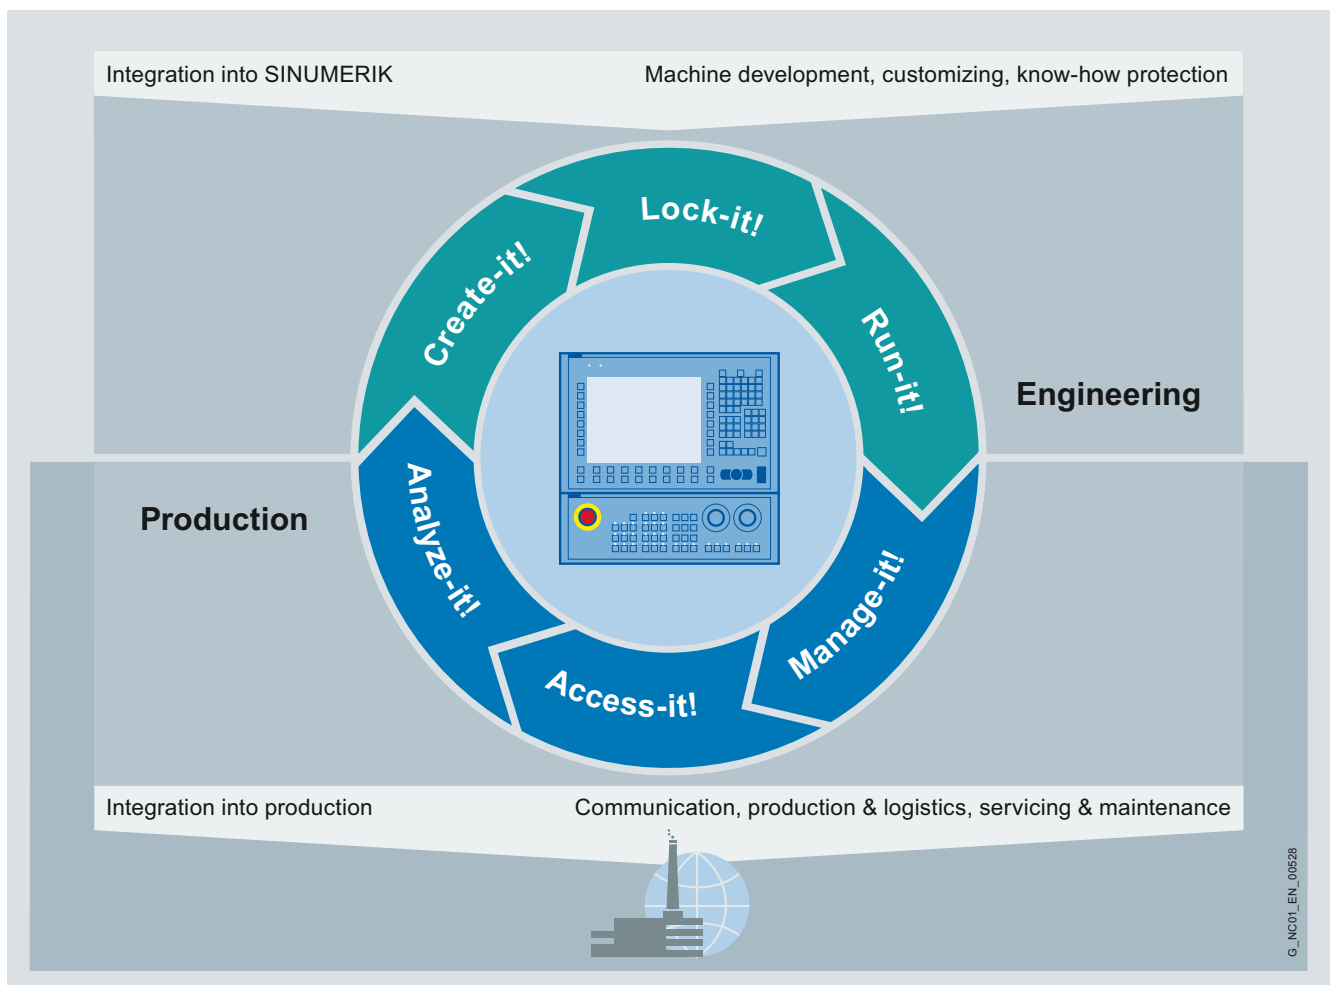 Integration into SINUMERIK
Machine development, customizing, know-how protection
Lock-it!
Create-it!
Run-it!
Engineering
Production
Analyze-it!
Manage-it!
Access-it!
Integration into production
Communication, production & logistics, servicing & maintenance
G_NC01_EN_00528